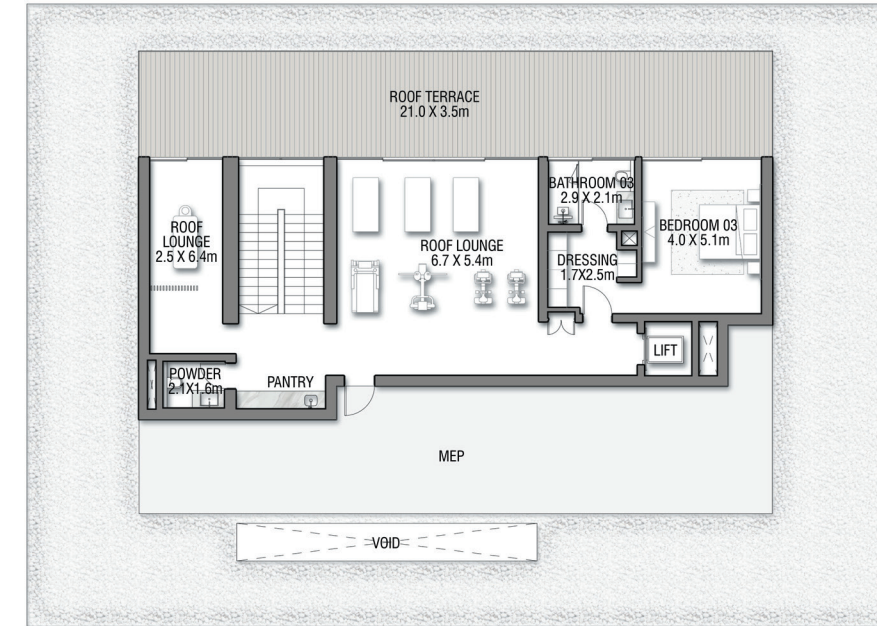 ROOF TERRACE
21.0 X 3.5m
ROOF
LOUNGE
2.5 X 6.4m
ROOF LOUNGE
6.7 X 5.4m
BATHROOM 03
2.9 X 2.1m
DRESSING
1.7X2.5m
BEDROOM 03
4.0 X 5.1m
LIFT
POWDER
2.1X1.6m
PANTRY
MEP
VOID